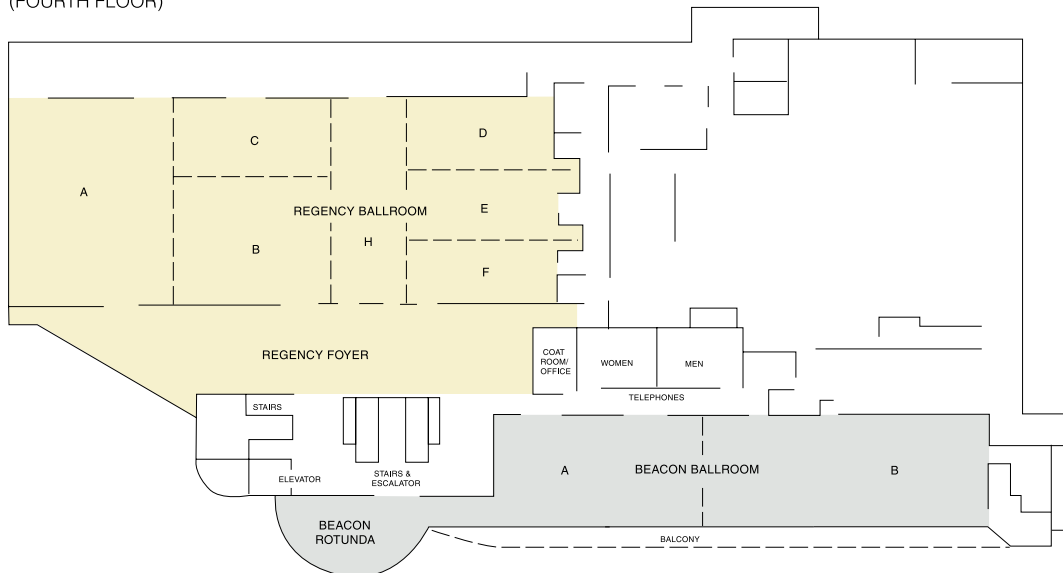 (FOURTH FLOOR)
C
D
A
REGENCY BALLROOM
E
H
B
F
REGENCY FOYER
COAT
ROOM/
OFFICE
WOMEN
MEN
TELEPHONES
STAIRS
A
BEACON BALLROOM
B
STAIRS &
ESCALATOR
ELEVATOR
BEACON
ROTUNDA
BALCONY